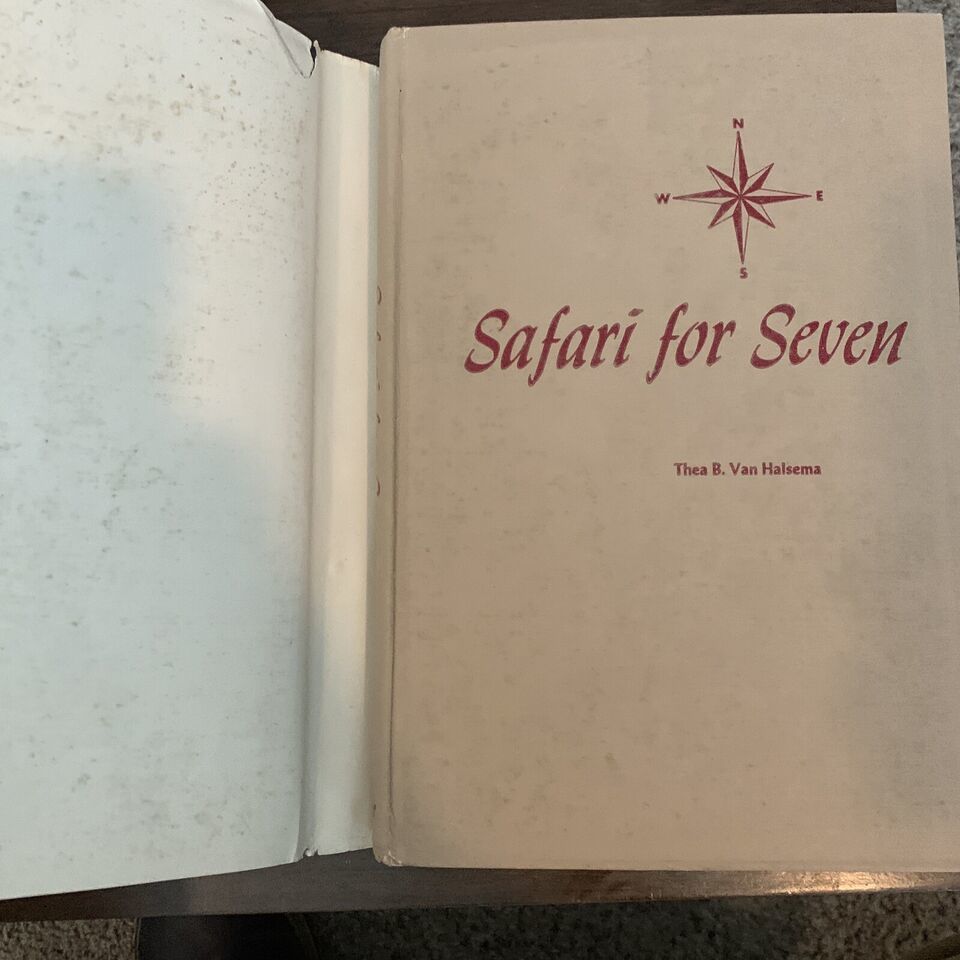 N
W E
S
Safari for Seven
Thea B. Van Halsema